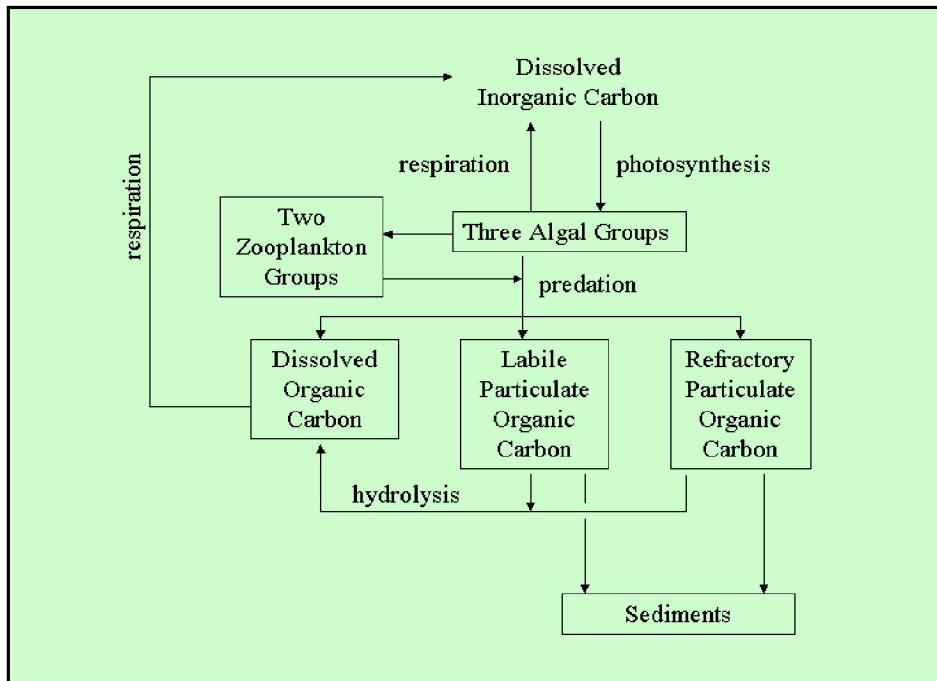 Dissolved
Inorganic Carbon
respiration
photosynthesis
respiration
Two
Zooplankton
Groups
Three Algal Groups
predation
Dissolved
Organic
Carbon
Labile
Particulate
Organic
Carbon
Refractory
Particulate
Organic
Carbon
hydrolysis
Sediments